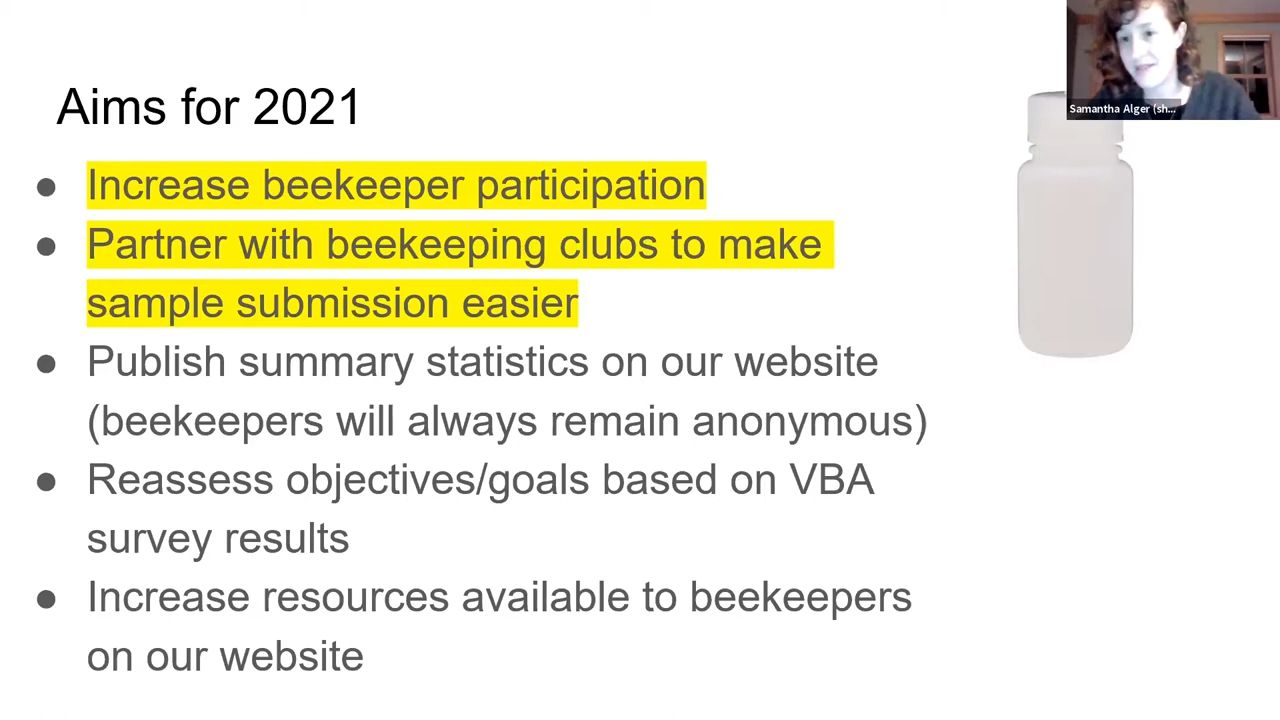 Samantha Alger (sh...
Aims for 2021
● Increase beekeeper participation
● Partner with beekeeping clubs to make
sample submission easier
● Publish summary statistics on our website
(beekeepers will always remain anonymous)
● Reassess objectives/goals based on VBA
survey results
● Increase resources available to beekeepers
on our website